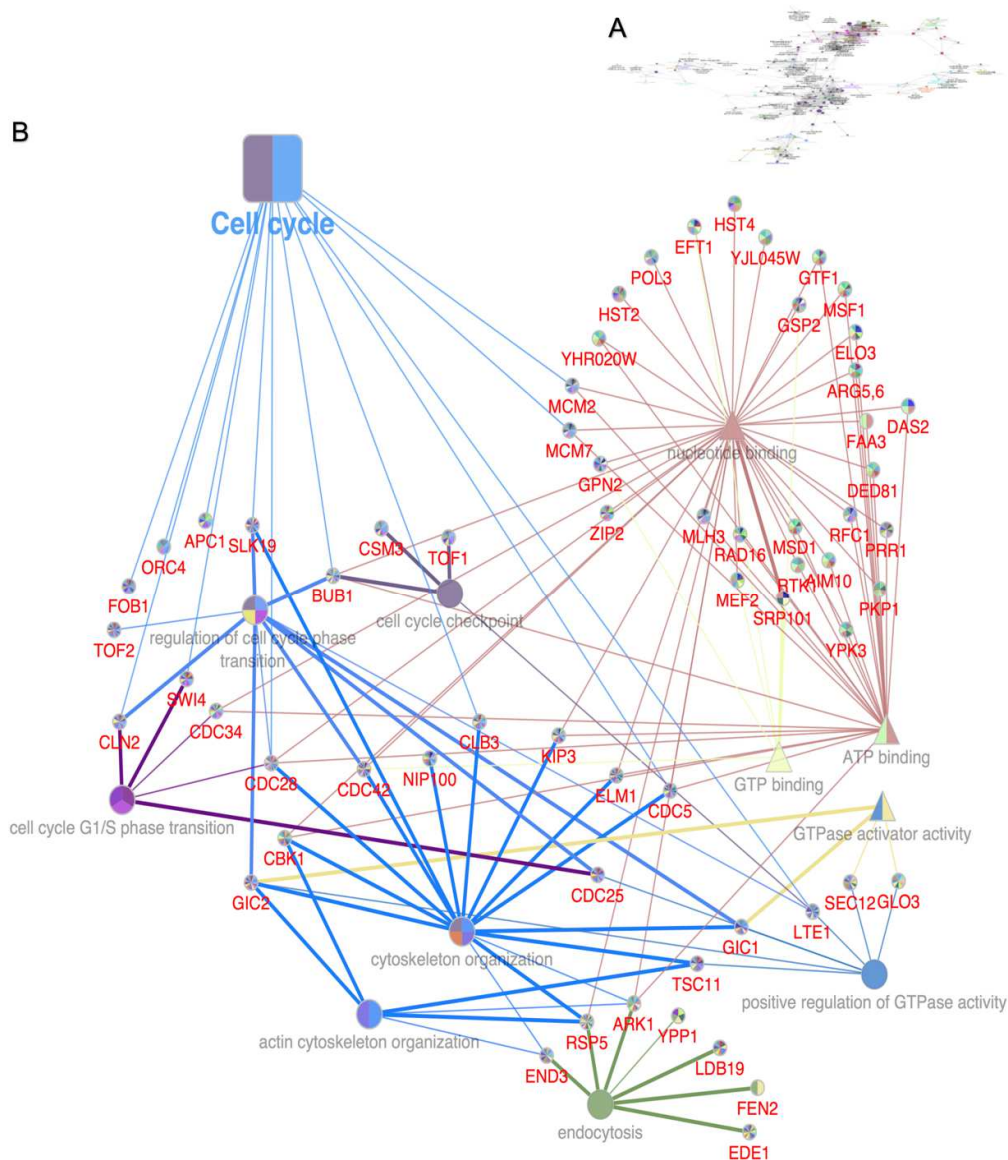 A
B
Cell cycle
HST4
EFT1
YJL045W
POL3
GTF1
HST2
MSF1
GSP2
YHR020W
ELO3
ARG5,6
MCM2
DAS2
FAA3
MCM7
nucleotide binding
GPN2
DED81
ZIP2
APC1
SLK19
CSM3
TOF1
MLH3
RAD16
MSD1
RFC1
PRR1
ORC4
AIM10
FOB1
BUB1
MEF2
RTK1
PKP1
SRP101
cell cycle checkpoint
TOF2
regulation of cell cycle phase
transition
YPK3
SWI4
CDC34
CLN2
CLB3
KIP3
ATP binding
CDC28
CDC42
NIP100
ELM1
GTP binding
CDC5
cell cycle G1/S phase transition
GTPase activator activity
CBK1
GIC2
CDC25
SEC12
GLO3
LTE1
GIC1
cytoskeleton organization
TSC11
positive regulation of GTPase activity
actin cytoskeleton organization
ARK1
RSP5
YPP1
END3
LDB19
FEN2
endocytosis
EDE1